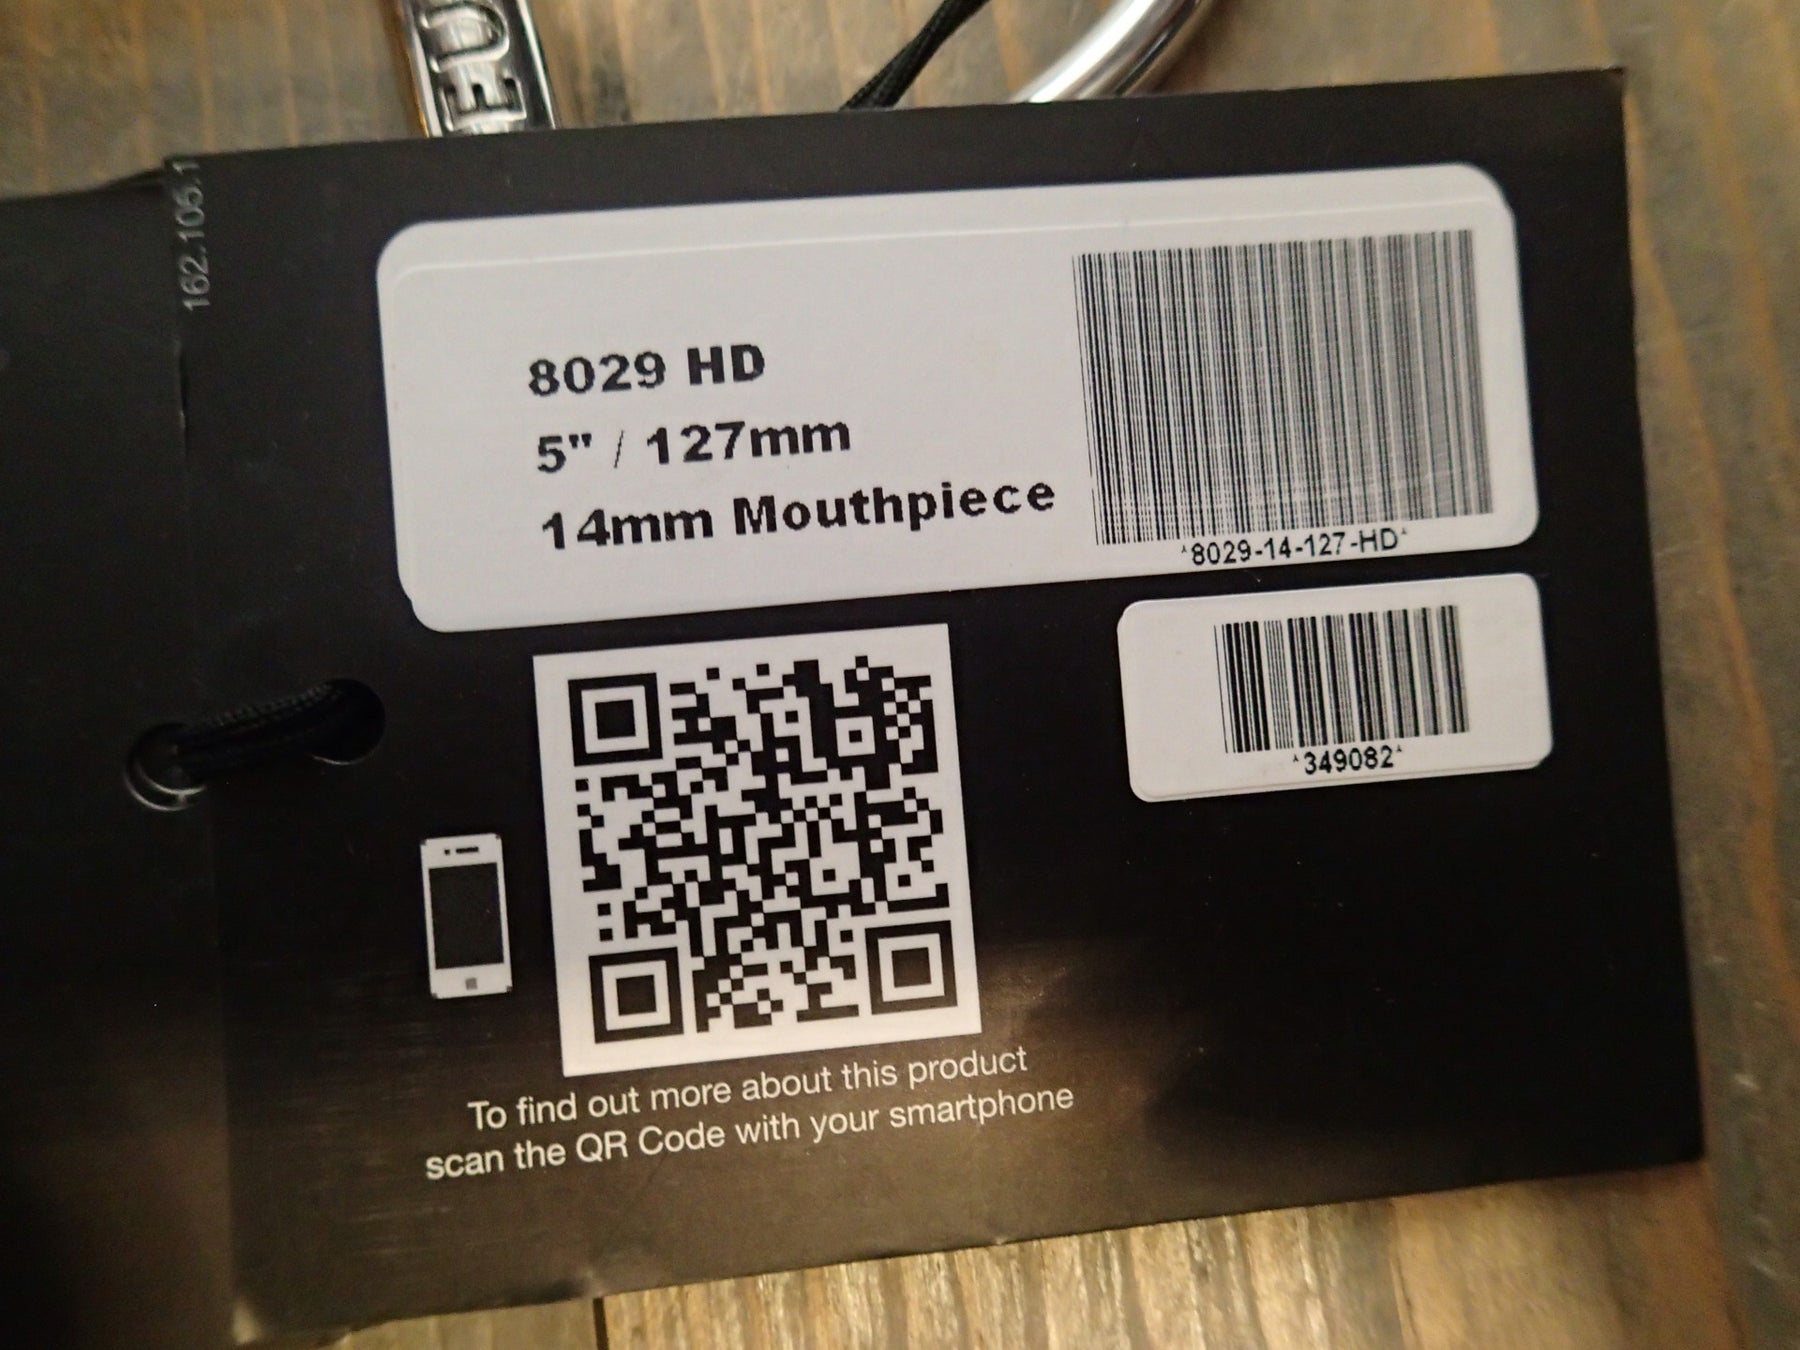 UE
162.105.1
8029 HD
5" / 127mm
14mm Mouthpiece
*8029-14-127-HD*
*349082*
To find out more about this product
scan the QR Code with your smartphone